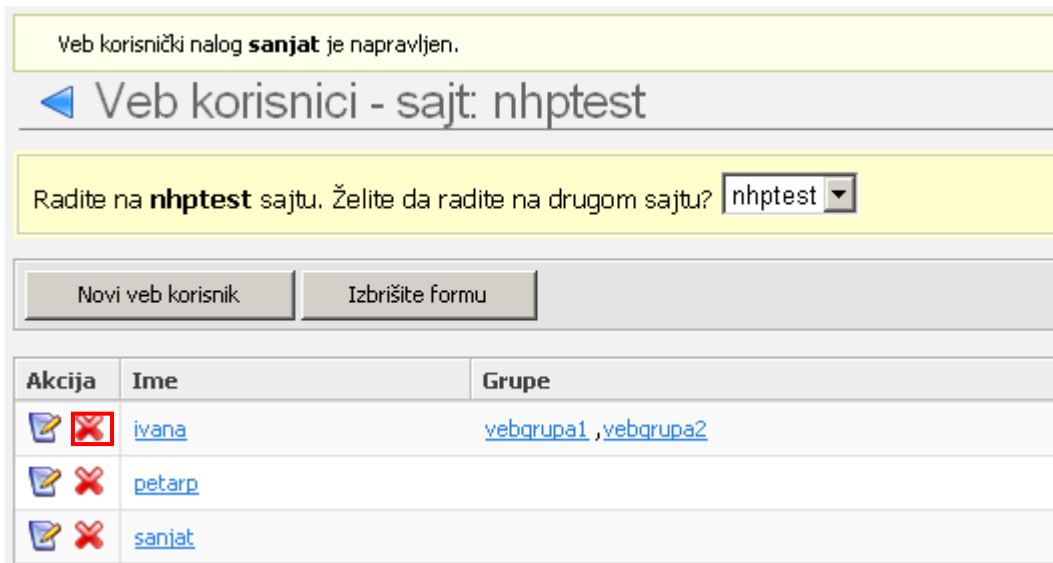 Veb korisnički nalog sanjat je napravljen.
Veb korisnici - sajt: nhptest
Radite na nhptest sajtu. Želite da radite na drugom sajtu? nhptest
Novi veb korisnik Izbrišite formu
Akcija Ime Grupe
ivana vebgrupa1 ,vebgrupa2
petarp
sanjat